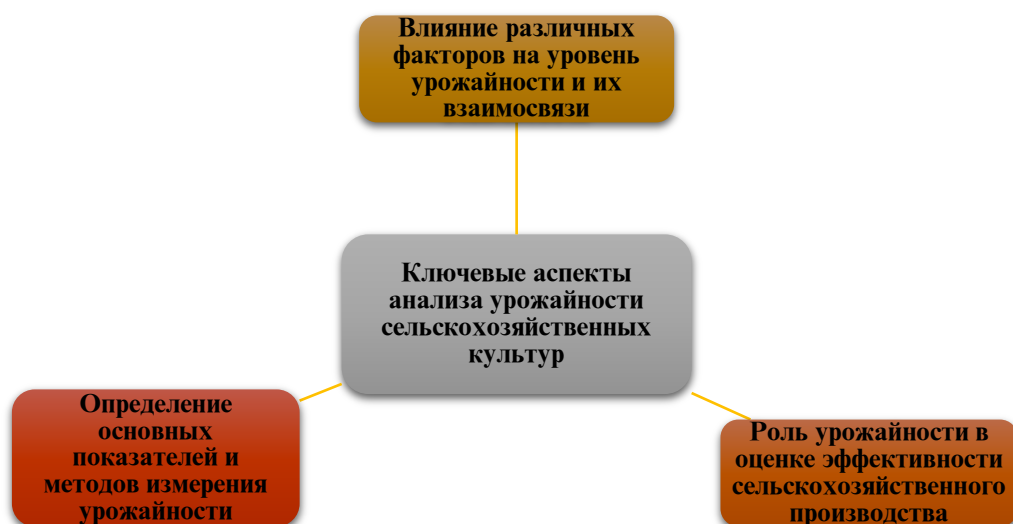 Влияние различных
факторов на уровень
урожайности и их
взаимосвязи
Ключевые аспекты
анализа урожайности
сельскохозяйственных
культур
Определение
основных
показателей и
методов измерения
урожайности
Роль урожайности в
оценке эффективности
сельскохозяйственного
производства